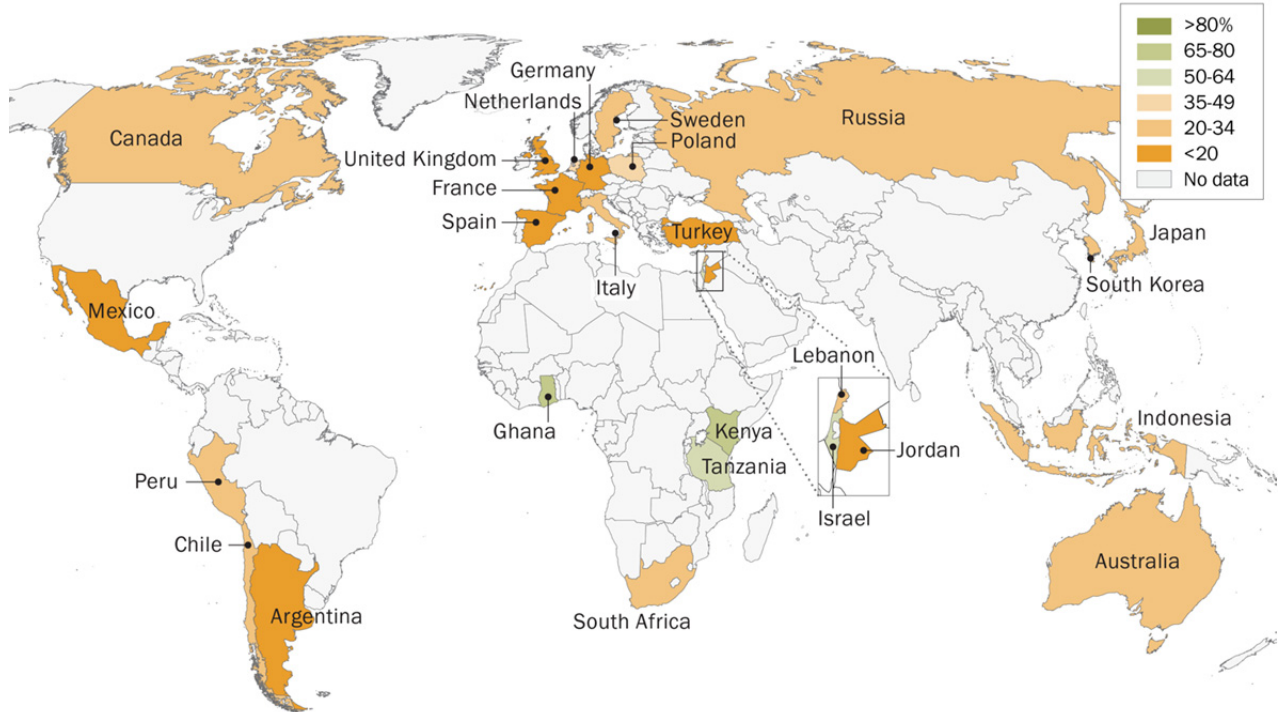 >80%
65-80
50-64
35-49
20-34
<20
No data
Germany
Netherlands
Canada
Sweden
Russia
Poland
United Kingdom
France
Spain
Turkey
Japan
Italy
South Korea
Mexico
Lebanon
Indonesia
Ghana
Kenya
Jordan
Tanzania
Peru
Israel
Chile
Australia
Argentina
South Africa